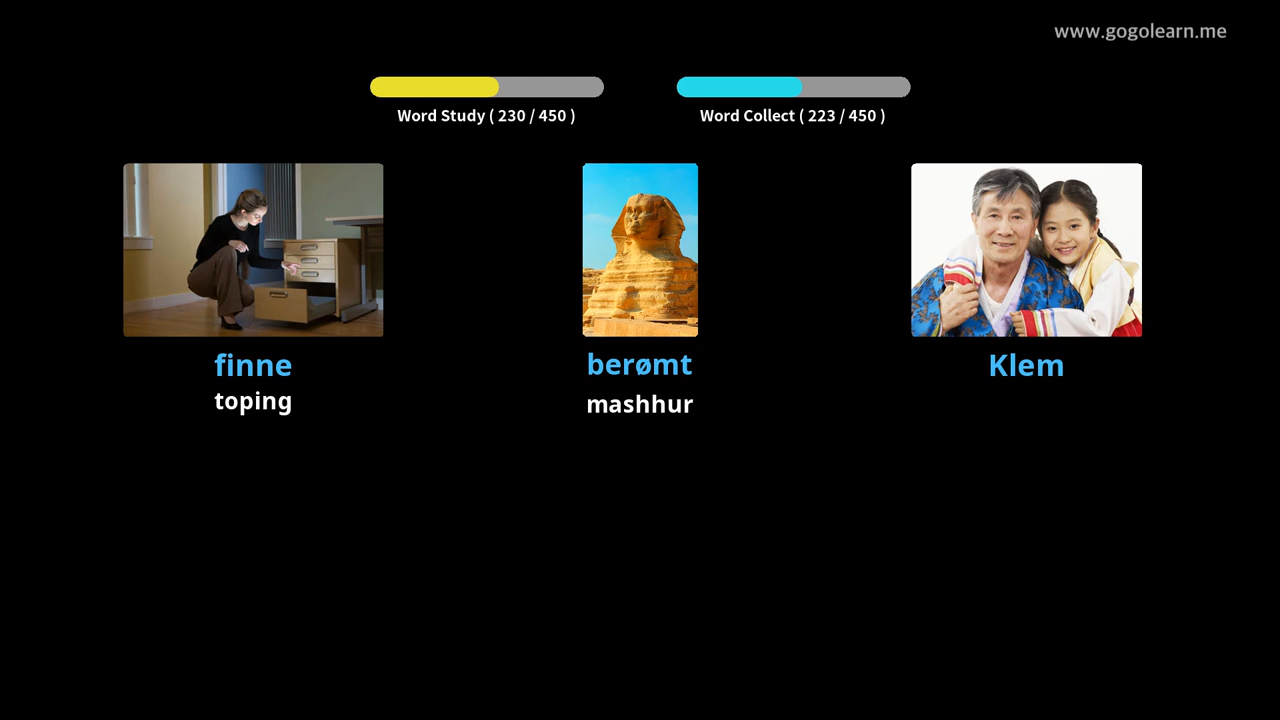 www.gogolearn.me
Word Study ( 230 / 450 )
Word Collect ( 223 / 450 )
finne
toping
berømt
mashhur
Klem